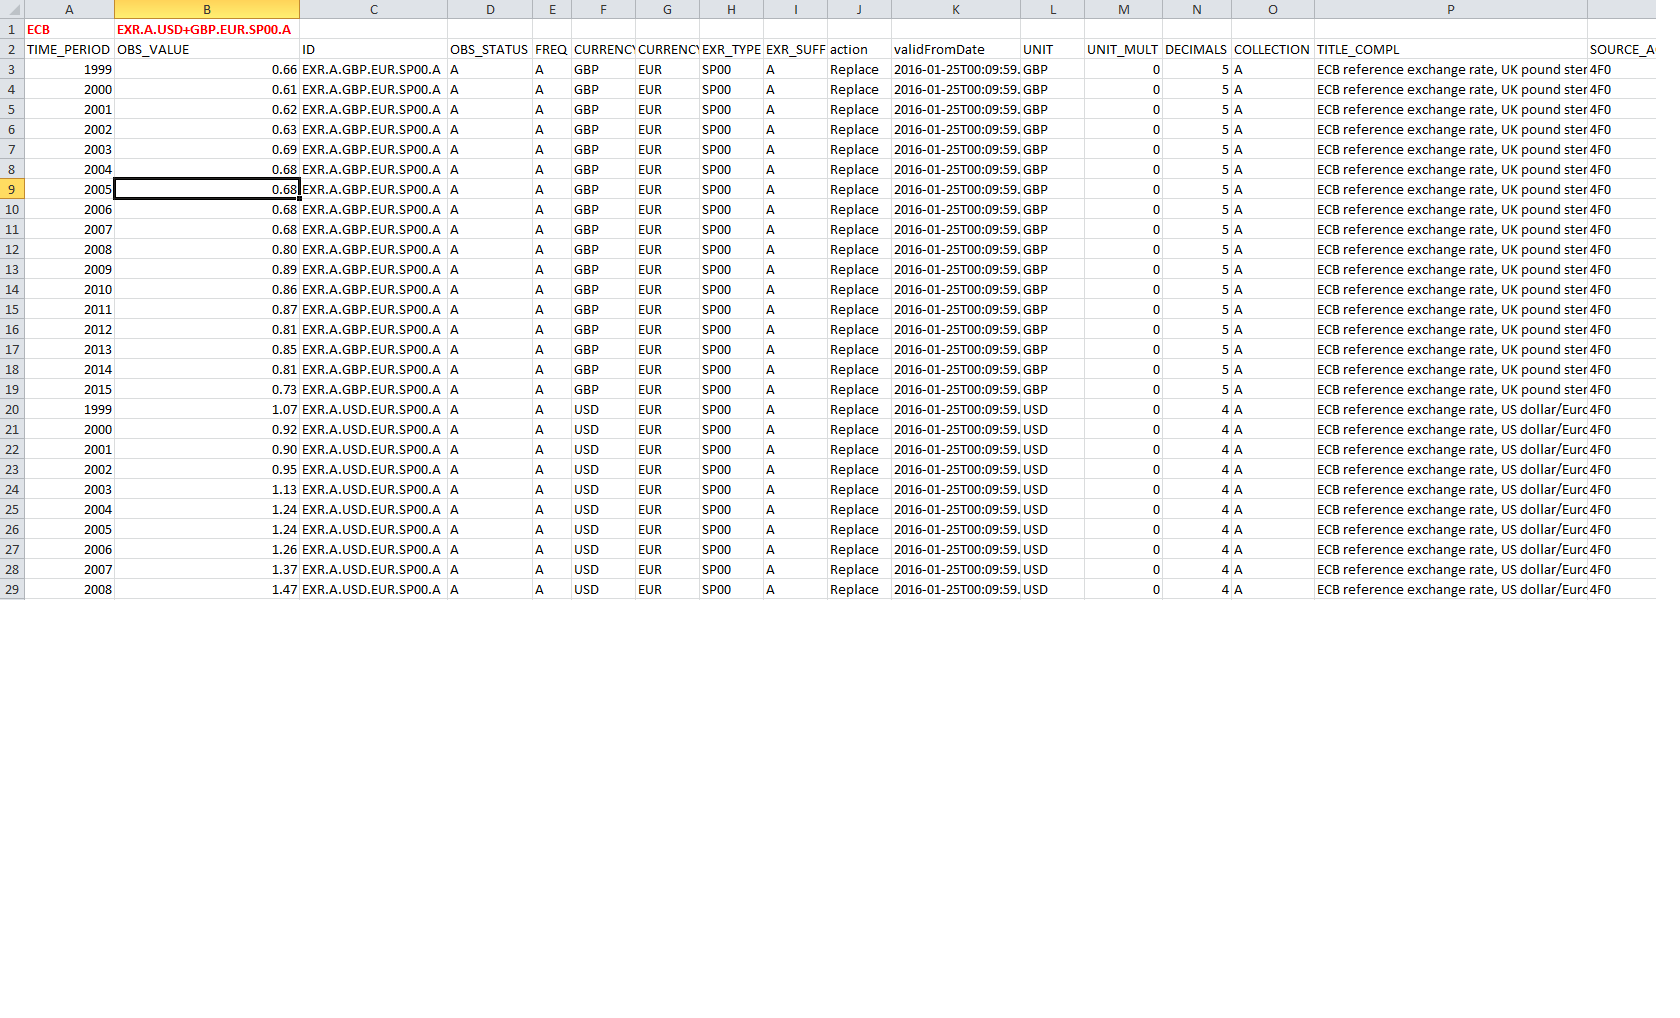 A B C D E F G H I J K L M N O P
1 ECB EXR.A.USD+GBP.EUR.SP00.A
2 TIME_PERIOD OBS_VALUE ID OBS_STATUS FREQ CURRENCY CURRENCY EXR_TYPE EXR_SUFF action validFromDate UNIT UNIT_MULT DECIMALS COLLECTION TITLE_COMPL SOURCE_A
3 1999 0.66 EXR.A.GBP.EUR.SP00.A A A GBP EUR SP00 A Replace 2016-01-25T00:09:59. GBP 0 5 A ECB reference exchange rate, UK pound ster 4F0
4 2000 0.61 EXR.A.GBP.EUR.SP00.A A A GBP EUR SP00 A Replace 2016-01-25T00:09:59. GBP 0 5 A ECB reference exchange rate, UK pound ster 4F0
5 2001 0.62 EXR.A.GBP.EUR.SP00.A A A GBP EUR SP00 A Replace 2016-01-25T00:09:59. GBP 0 5 A ECB reference exchange rate, UK pound ster 4F0
6 2002 0.63 EXR.A.GBP.EUR.SP00.A A A GBP EUR SP00 A Replace 2016-01-25T00:09:59. GBP 0 5 A ECB reference exchange rate, UK pound ster 4F0
7 2003 0.69 EXR.A.GBP.EUR.SP00.A A A GBP EUR SP00 A Replace 2016-01-25T00:09:59. GBP 0 5 A ECB reference exchange rate, UK pound ster 4F0
8 2004 0.68 EXR.A.GBP.EUR.SP00.A A A GBP EUR SP00 A Replace 2016-01-25T00:09:59. GBP 0 5 A ECB reference exchange rate, UK pound ster 4F0
9 2005 0.68 EXR.A.GBP.EUR.SP00.A A A GBP EUR SP00 A Replace 2016-01-25T00:09:59. GBP 0 5 A ECB reference exchange rate, UK pound ster 4F0
10 2006 0.68 EXR.A.GBP.EUR.SP00.A A A GBP EUR SP00 A Replace 2016-01-25T00:09:59. GBP 0 5 A ECB reference exchange rate, UK pound ster 4F0
11 2007 0.68 EXR.A.GBP.EUR.SP00.A A A GBP EUR SP00 A Replace 2016-01-25T00:09:59. GBP 0 5 A ECB reference exchange rate, UK pound ster 4F0
12 2008 0.80 EXR.A.GBP.EUR.SP00.A A A GBP EUR SP00 A Replace 2016-01-25T00:09:59. GBP 0 5 A ECB reference exchange rate, UK pound ster 4F0
13 2009 0.89 EXR.A.GBP.EUR.SP00.A A A GBP EUR SP00 A Replace 2016-01-25T00:09:59. GBP 0 5 A ECB reference exchange rate, UK pound ster 4F0
14 2010 0.86 EXR.A.GBP.EUR.SP00.A A A GBP EUR SP00 A Replace 2016-01-25T00:09:59. GBP 0 5 A ECB reference exchange rate, UK pound ster 4F0
15 2011 0.87 EXR.A.GBP.EUR.SP00.A A A GBP EUR SP00 A Replace 2016-01-25T00:09:59. GBP 0 5 A ECB reference exchange rate, UK pound ster 4F0
16 2012 0.81 EXR.A.GBP.EUR.SP00.A A A GBP EUR SP00 A Replace 2016-01-25T00:09:59. GBP 0 5 A ECB reference exchange rate, UK pound ster 4F0
17 2013 0.85 EXR.A.GBP.EUR.SP00.A A A GBP EUR SP00 A Replace 2016-01-25T00:09:59. GBP 0 5 A ECB reference exchange rate, UK pound ster 4F0
18 2014 0.81 EXR.A.GBP.EUR.SP00.A A A GBP EUR SP00 A Replace 2016-01-25T00:09:59. GBP 0 5 A ECB reference exchange rate, UK pound ster 4F0
19 2015 0.73 EXR.A.GBP.EUR.SP00.A A A GBP EUR SP00 A Replace 2016-01-25T00:09:59. GBP 0 5 A ECB reference exchange rate, UK pound ster 4F0
20 1999 1.07 EXR.A.USD.EUR.SP00.A A A USD EUR SP00 A Replace 2016-01-25T00:09:59. USD 0 4 A ECB reference exchange rate, US dollar/Euro 4F0
21 2000 0.92 EXR.A.USD.EUR.SP00.A A A USD EUR SP00 A Replace 2016-01-25T00:09:59. USD 0 4 A ECB reference exchange rate, US dollar/Euro 4F0
22 2001 0.90 EXR.A.USD.EUR.SP00.A A A USD EUR SP00 A Replace 2016-01-25T00:09:59. USD 0 4 A ECB reference exchange rate, US dollar/Euro 4F0
23 2002 0.95 EXR.A.USD.EUR.SP00.A A A USD EUR SP00 A Replace 2016-01-25T00:09:59. USD 0 4 A ECB reference exchange rate, US dollar/Euro 4F0
24 2003 1.13 EXR.A.USD.EUR.SP00.A A A USD EUR SP00 A Replace 2016-01-25T00:09:59. USD 0 4 A ECB reference exchange rate, US dollar/Euro 4F0
25 2004 1.24 EXR.A.USD.EUR.SP00.A A A USD EUR SP00 A Replace 2016-01-25T00:09:59. USD 0 4 A ECB reference exchange rate, US dollar/Euro 4F0
26 2005 1.24 EXR.A.USD.EUR.SP00.A A A USD EUR SP00 A Replace 2016-01-25T00:09:59. USD 0 4 A ECB reference exchange rate, US dollar/Euro 4F0
27 2006 1.26 EXR.A.USD.EUR.SP00.A A A USD EUR SP00 A Replace 2016-01-25T00:09:59. USD 0 4 A ECB reference exchange rate, US dollar/Euro 4F0
28 2007 1.37 EXR.A.USD.EUR.SP00.A A A USD EUR SP00 A Replace 2016-01-25T00:09:59. USD 0 4 A ECB reference exchange rate, US dollar/Euro 4F0
29 2008 1.47 EXR.A.USD.EUR.SP00.A A A USD EUR SP00 A Replace 2016-01-25T00:09:59. USD 0 4 A ECB reference exchange rate, US dollar/Euro 4F0